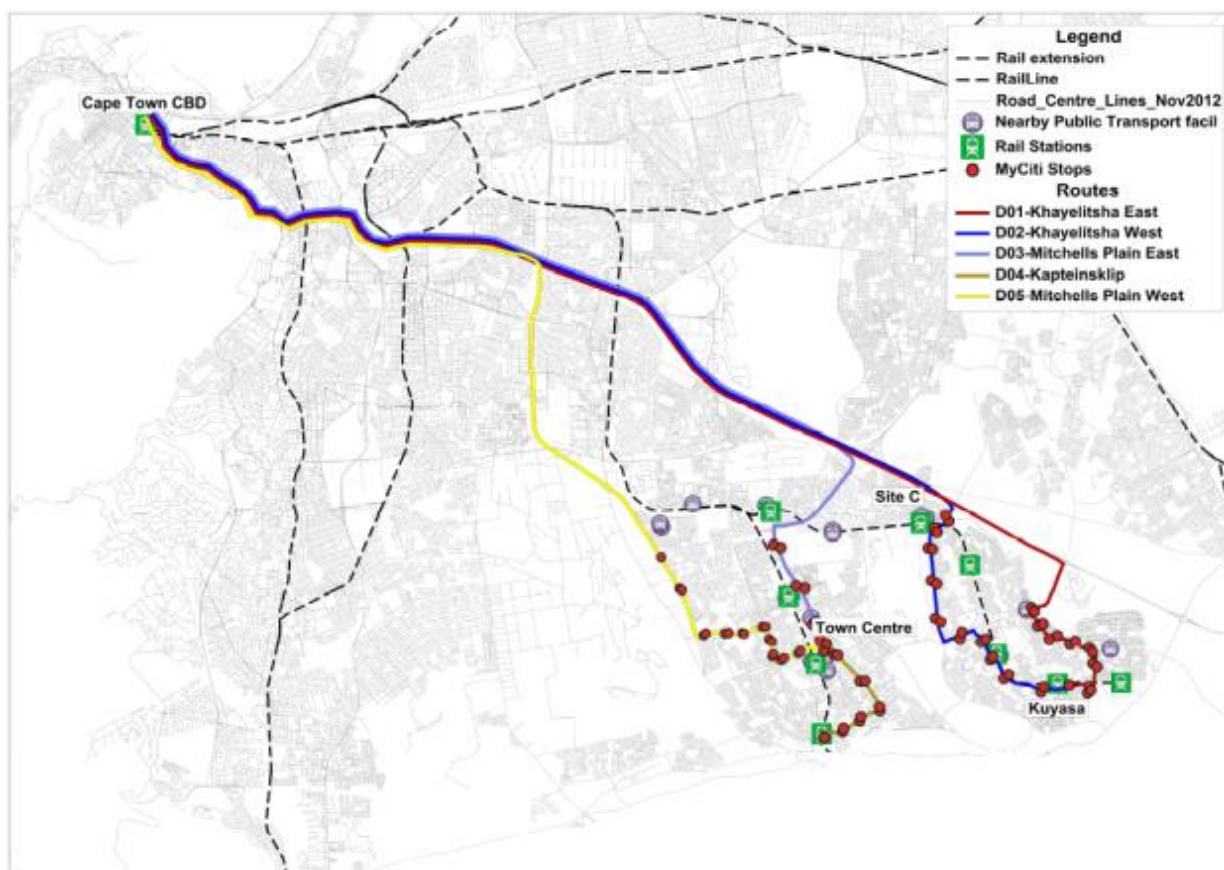 Legend
Rail extension
RailLine
Road_Centre_Lines_Nov2012
Nearby Public Transport facil
Rail Stations
MyCiti Stops
Routes
D01-Khayelitsha East
D02-Khayelitsha West
D03-Mitchells Plain East
D04-Kapteinsklip
D05-Mitchells Plain West
Cape Town CBD
Site C
Town Centre
Kuyasa